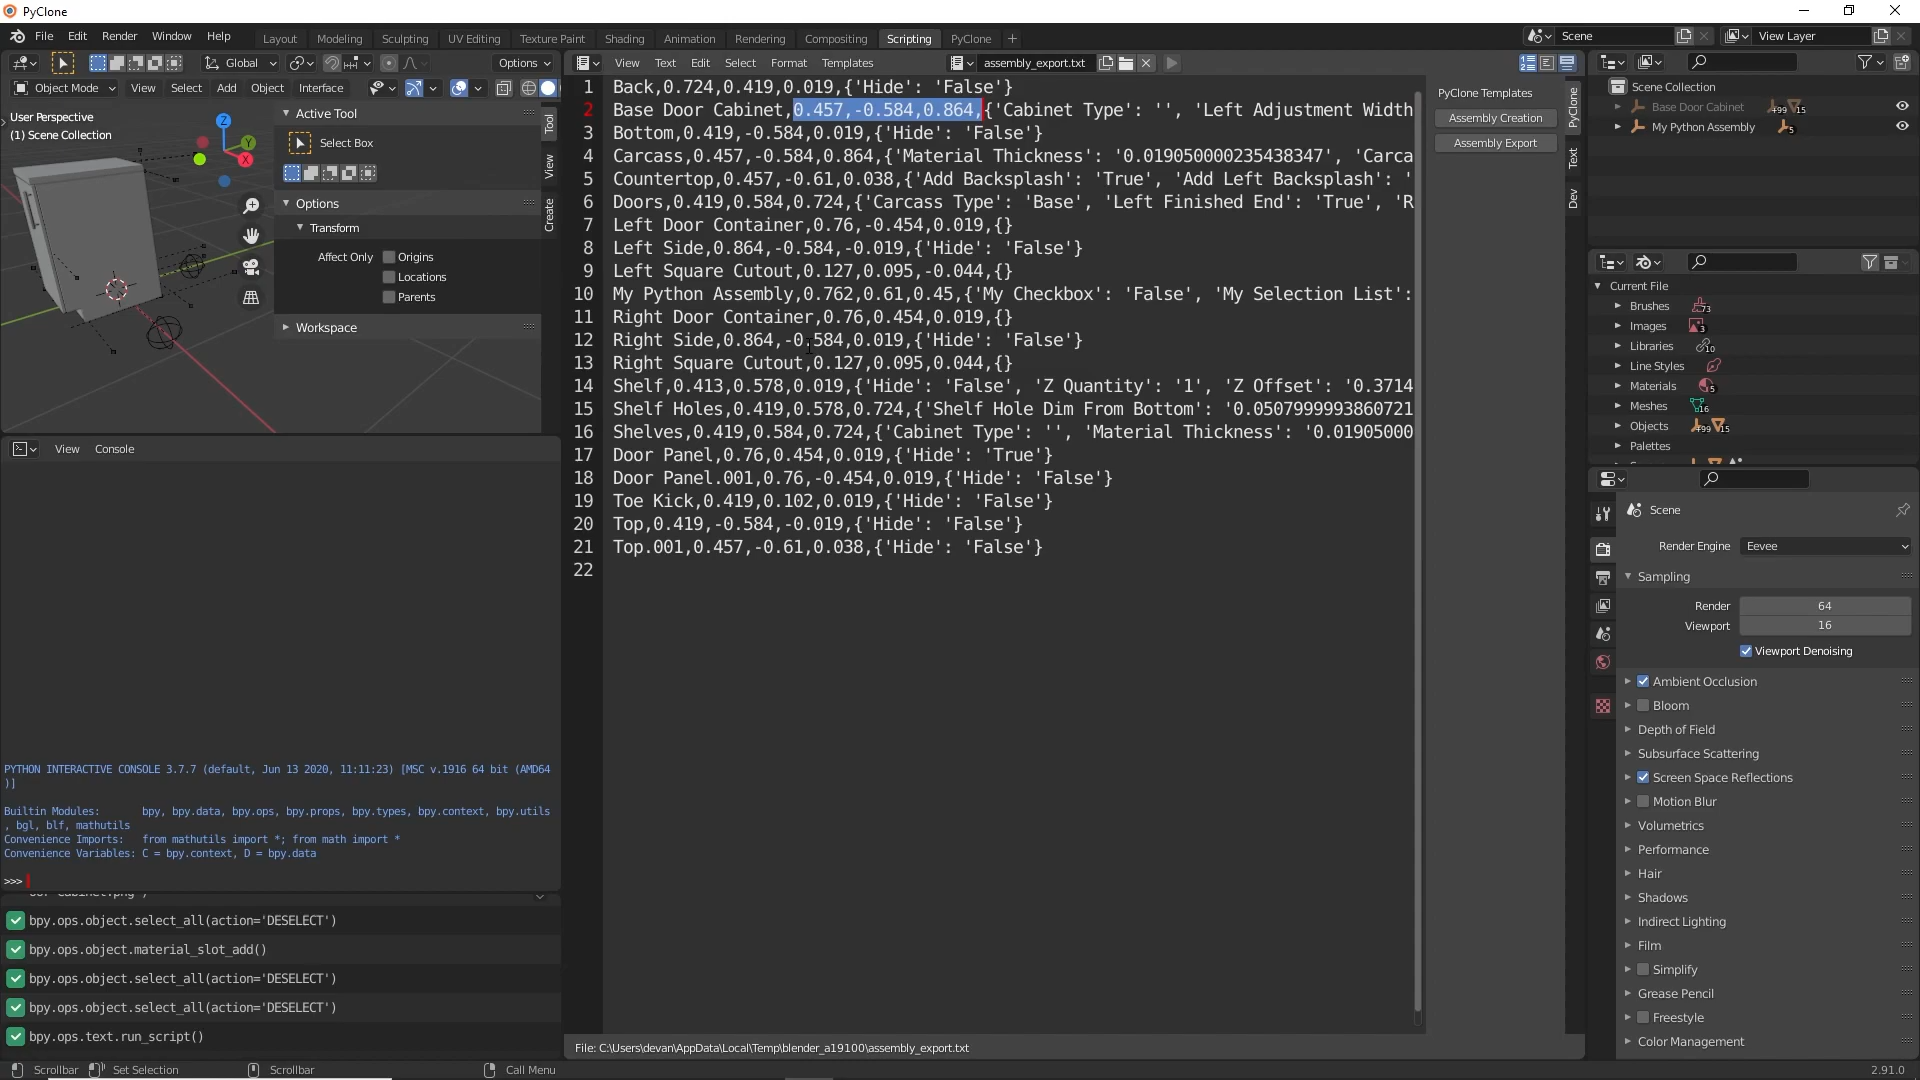 PyClone
File Edit Render Window Help
Layout Modeling Sculpting UV Editing Texture Paint Shading Animation Rendering Compositing Scripting PyClone
Scene
View Layer
Global
Options
Object Mode View Select Add Object Interface
User Perspective
(1) Scene Collection
Z
X
Active Tool
Select Box
Options
Transform
Affect Only Origins
Locations
Parents
Workspace
Tool
View
Create
View Text Edit Select Format Templates
assembly_export.txt
1 Back,0.724,0.419,0.019,{'Hide': 'False'}
2 Base Door Cabinet,0.457,-0.584,0.864,{'Cabinet Type': '', 'Left Adjustment Width
3 Bottom,0.419,-0.584,0.019,{'Hide': 'False'}
4 Carcass,0.457,-0.584,0.864,{'Material Thickness': '0.019050000235438347', 'Carca
5 Countertop,0.457,-0.61,0.038,{'Add Backsplash': 'True', 'Add Left Backsplash': '
6 Doors,0.419,0.584,0.724,{'Carcass Type': 'Base', 'Left Finished End': 'True', 'R
7 Left Door Container,0.76,-0.454,0.019,{}
8 Left Side,0.864,-0.584,-0.019,{'Hide': 'False'}
9 Left Square Cutout,0.127,0.095,-0.044,{}
10 My Python Assembly,0.762,0.61,0.45,{'My Checkbox': 'False', 'My Selection List':
11 Right Door Container,0.76,0.454,0.019,{}
12 Right Side,0.864,-0.584,0.019,{'Hide': 'False'}
13 Right Square Cutout,0.127,0.095,0.044,{}
14 Shelf,0.413,0.578,0.019,{'Hide': 'False', 'Z Quantity': '1', 'Z Offset': '0.3714
15 Shelf Holes,0.419,0.578,0.724,{'Shelf Hole Dim From Bottom': '0.0507999993860721
16 Shelves,0.419,0.584,0.724,{'Cabinet Type': '', 'Material Thickness': '0.01905000
17 Door Panel,0.76,0.454,0.019,{'Hide': 'True'}
18 Door Panel.001,0.76,-0.454,0.019,{'Hide': 'False'}
19 Toe Kick,0.419,0.102,0.019,{'Hide': 'False'}
20 Top,0.419,-0.584,-0.019,{'Hide': 'False'}
21 Top.001,0.457,-0.61,0.038,{'Hide': 'False'}
22
File: C:\Users\devan\AppData\Local\Temp\blender_a19100\assembly_export.txt
PyClone Templates
Assembly Creation
Assembly Export
PyClone
Text
Dev
View Console
PYTHON INTERACTIVE CONSOLE 3.7.7 (default, Jun 13 2020, 11:11:23) [MSC v.1916 64 bit (AMD64
)]
Builtin Modules: bpy, bpy.data, bpy.ops, bpy.props, bpy.types, bpy.context, bpy.utils
, bgl, blf, mathutils
Convenience Imports: from mathutils import *; from math import *
Convenience Variables: C = bpy.context, D = bpy.data
>>>
bpy.ops.object.select_all(action='DESELECT')
bpy.ops.object.material_slot_add()
bpy.ops.object.select_all(action='DESELECT')
bpy.ops.object.select_all(action='DESELECT')
bpy.ops.text.run_script()
Scene Collection
Base Door Cabinet +99 15
My Python Assembly 5
Current File
Brushes 73
Images 3
Libraries 10
Line Styles
Materials 5
Meshes 16
Objects +99 15
Palettes
Scene
Render Engine Eevee
Sampling
Render 64
Viewport 16
Viewport Denoising
Ambient Occlusion
Bloom
Depth of Field
Subsurface Scattering
Screen Space Reflections
Motion Blur
Volumetrics
Performance
Hair
Shadows
Indirect Lighting
Film
Simplify
Grease Pencil
Freestyle
Color Management
Scrollbar Set Selection Scrollbar Call Menu 2.91.0